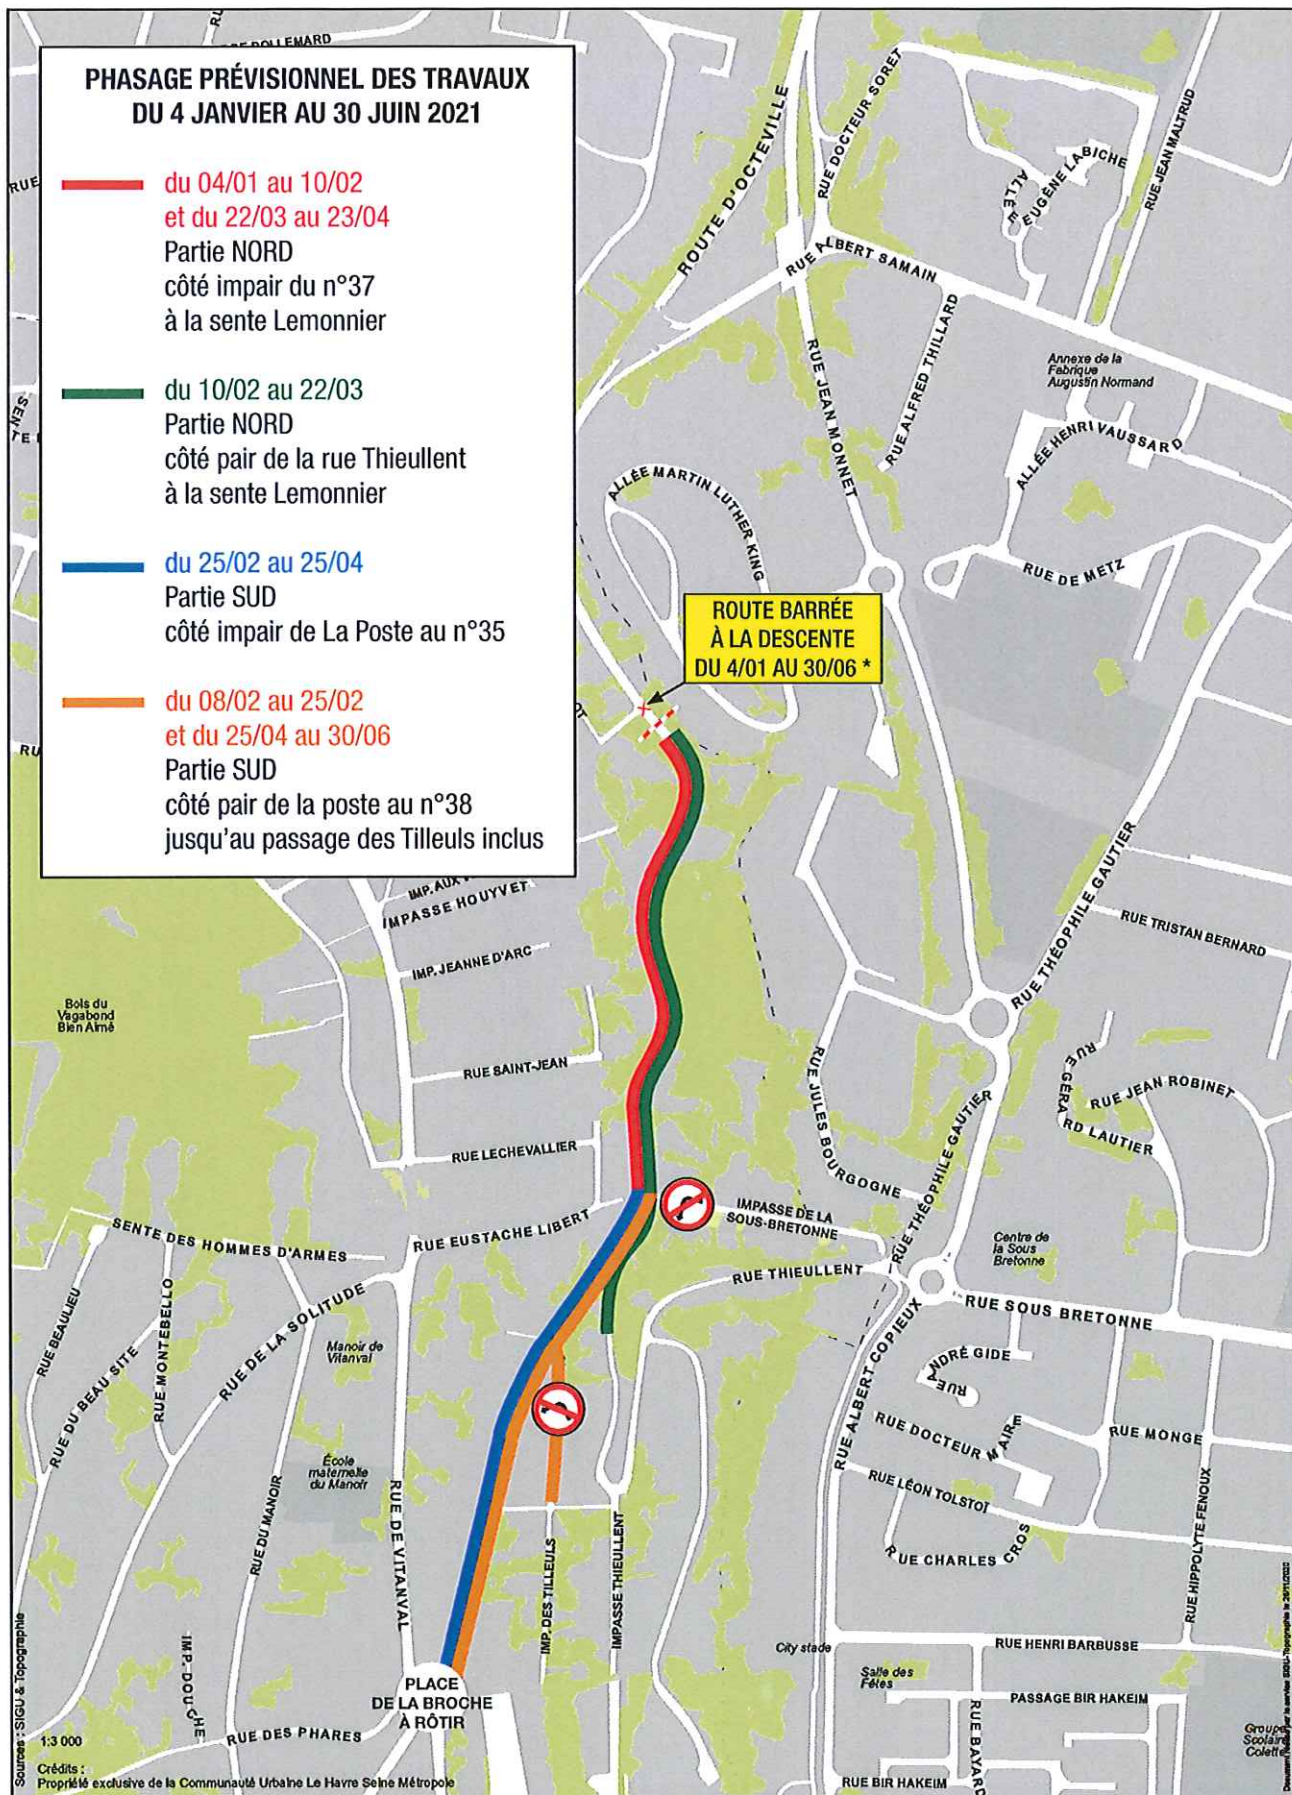 PHASAGE PRÉVISIONNEL DES TRAVAUX
DU 4 JANVIER AU 30 JUIN 2021
du 04/01 au 10/02
et du 22/03 au 23/04
Partie NORD
côté impair du n°37
à la sente Lemonnier
du 10/02 au 22/03
Partie NORD
côté pair de la rue Thieullent
à la sente Lemonnier
du 25/02 au 25/04
Partie SUD
côté impair de La Poste au n°35
du 08/02 au 25/02
et du 25/04 au 30/06
Partie SUD
côté pair de la poste au n°38
jusqu'au passage des Tilleuls inclus
ROUTE D'OCTEVILLE
RUE DOCTEUR SORET
ALLÉE EUGÈNE LABICHE
RUE JEAN MALTRUD
RUE ALBERT SAMAIN
RUE JEAN MONNET
RUE ALFRED THILLARD
Annexe de la
Fabrique
Augustin Normand
ALLÉE HENRI VAUSSARD
ALLÉE MARTIN LUTHER KING
RUE DE METZ
ROUTE BARRÉE
À LA DESCENTE
DU 4/01 AU 30/06 *
RUE THÉOPHILE GAUTIER
RUE TRISTAN BERNARD
IMP. AUX
IMPASSE HOUYVET
IMP. JEANNE D'ARC
Bois du
Vagabond
Bien Aimé
RUE SAINT-JEAN
RUE LECHEVALLIER
RUE JULES BOURGOGNE
RUE THÉOPHILE GAUTIER
RUE GÉRARD LAUTIER
RUE JEAN ROBINET
IMPASSE DE LA
SOUS-BRETONNE
SENTE DES HOMMES D'ARMES
RUE EUSTACHE LIBERT
Centre de
la Sous
Bretonne
RUE THIEULLENT
RUE SOUS BRETONNE
RUE BEAULIEU
RUE MONTEBELLO
RUE DU BEAU SITE
RUE DE LA SOLITUDE
Manoir de
Vitanval
RUE ALBERT COPIEUX
RUE ANDRÉ GIDE
RUE DOCTEUR MAIRE
RUE MONGE
École
maternelle
du Manoir
RUE DU MANOIR
RUE DE VITANVAL
RUE LÉON TOLSTOÏ
RUE CHARLES CROS
RUE HIPPOLYTE FENOUX
IMP. DES TILLEULS
IMPASSE THIEULLENT
City stade
RUE HENRI BARBUSSE
Salle des
Fêtes
PASSAGE BIR HAKEIM
RUE BAYARD
RUE BIR HAKEIM
Groupe
Scolaire
Colette
IMP. DOUCHE
RUE DES PHARES
PLACE
DE LA BROCHE
À RÔTIR
1:3 000
Crédits :
Propriété exclusive de la Communauté Urbaine Le Havre Seine Métropole
Sources : SIGU & Topographie